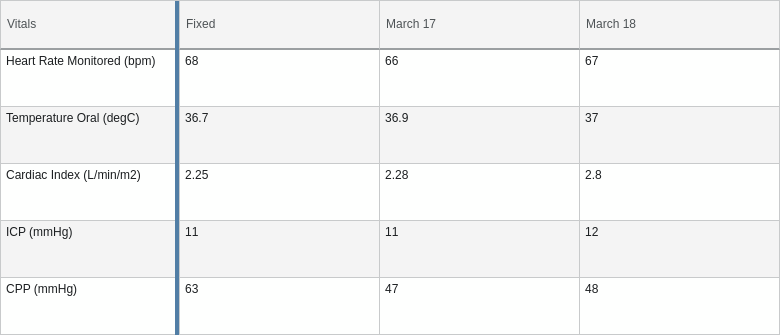 Vitals Fixed March 17 March 18
Heart Rate Monitored (bpm) 68 66 67
Temperature Oral (degC) 36.7 36.9 37
Cardiac Index (L/min/m2) 2.25 2.28 2.8
ICP (mmHg) 11 11 12
CPP (mmHg) 63 47 48